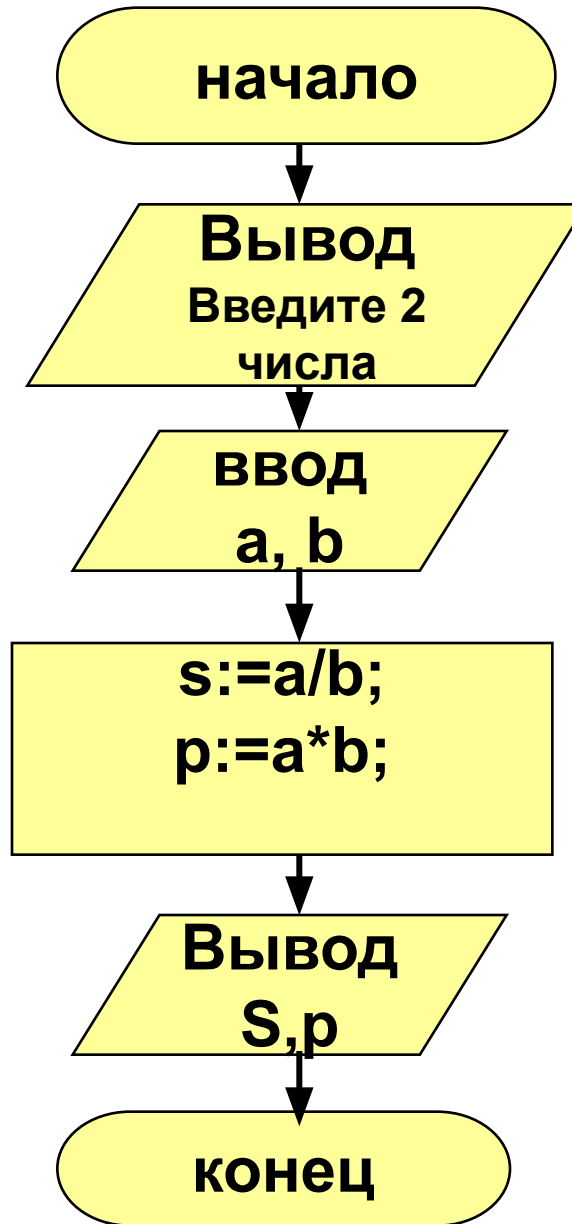 начало
Вывод
Введите 2
числа
ввод
a, b
s:=a/b;
p:=a*b;
Вывод
S,p
конец